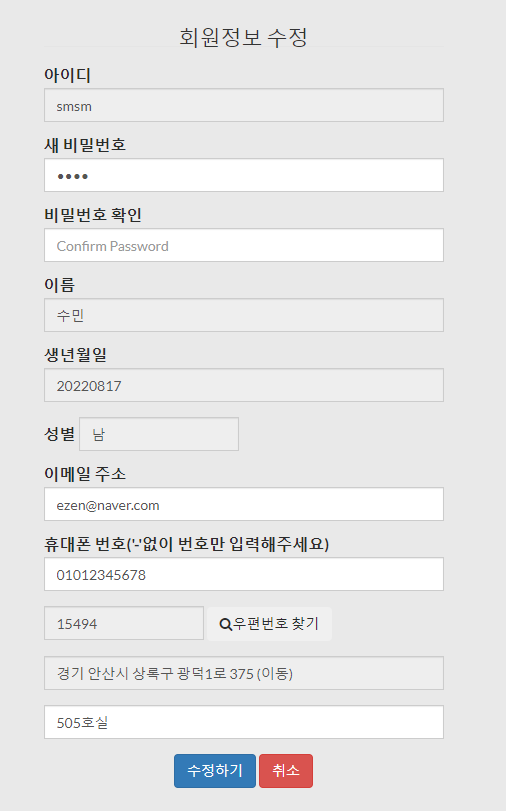 회원정보 수정
아이디
smsm
새 비밀번호
••••
비밀번호 확인
Confirm Password
이름
수민
생년월일
20220817
성별 남
이메일 주소
ezen@naver.com
휴대폰 번호('-'없이 번호만 입력해주세요)
01012345678
15494 우편번호 찾기
경기 안산시 상록구 광덕1로 375 (이동)
505호실
수정하기 취소